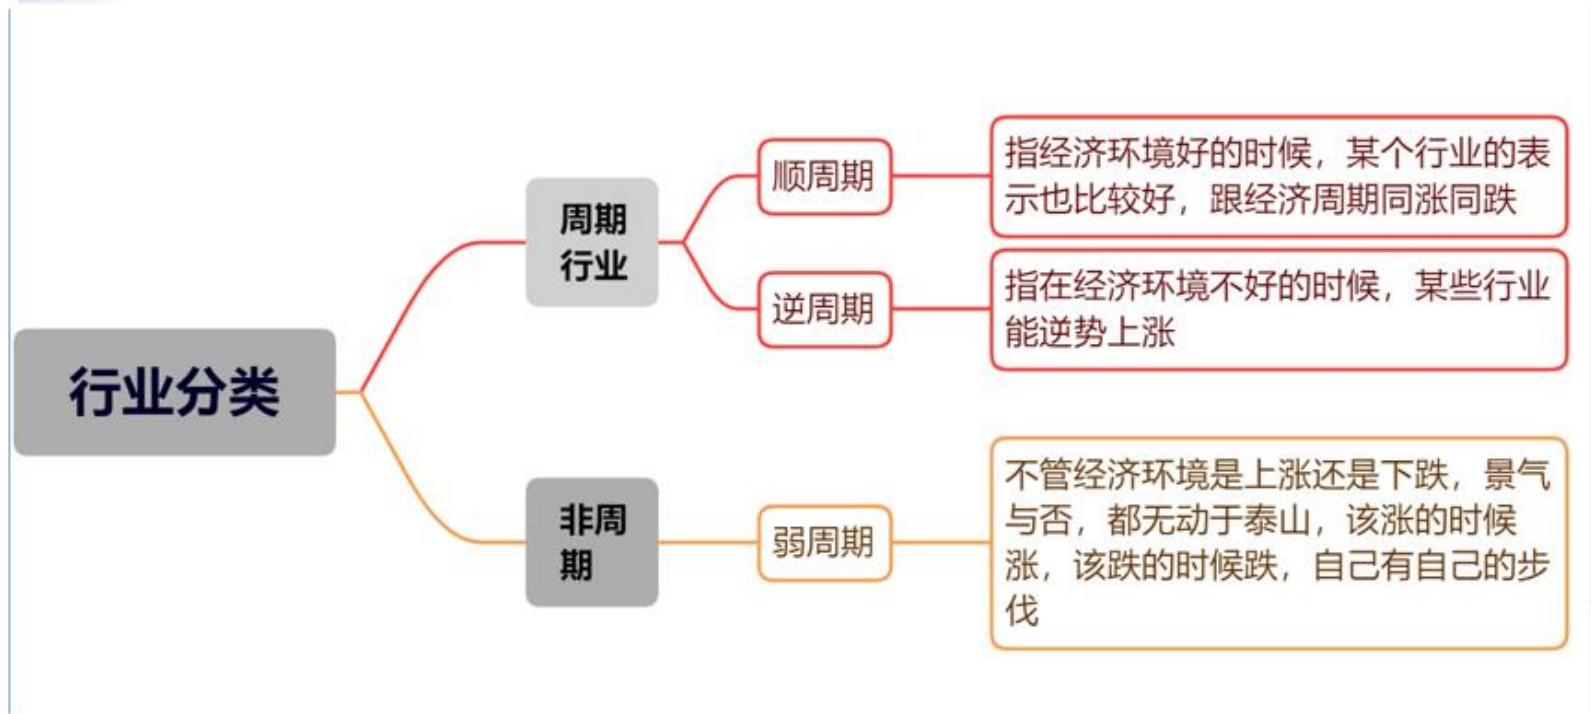 行业分类
周期
行业
顺周期
指经济环境好的时候，某个行业的表
示也比较好，跟经济周期同涨同跌
逆周期
指在经济环境不好的时候，某些行业
能逆势上涨
非周
期
弱周期
不管经济环境是上涨还是下跌，景气
与否，都无动于泰山，该涨的时候
涨，该跌的时候跌，自己有自己的步
伐